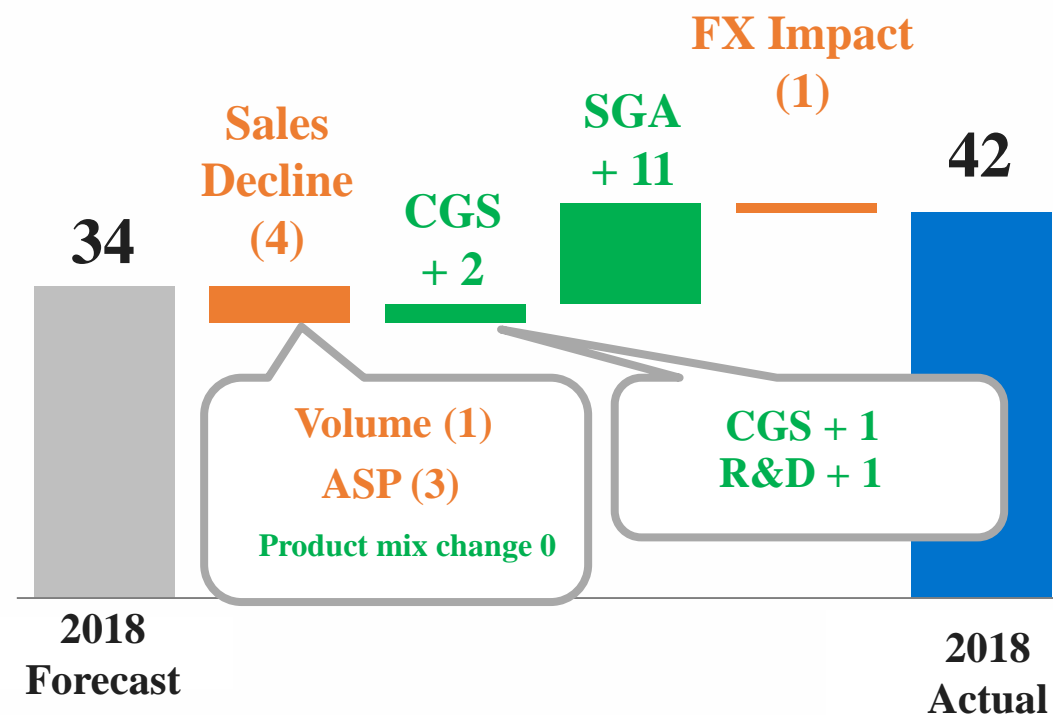 34
2018
Forecast
Sales
Decline
(4)
CGS
+ 2
SGA
+ 11
FX Impact
(1)
42
2018
Actual
Volume (1)
ASP (3)
Product mix change 0
CGS + 1
R&D + 1